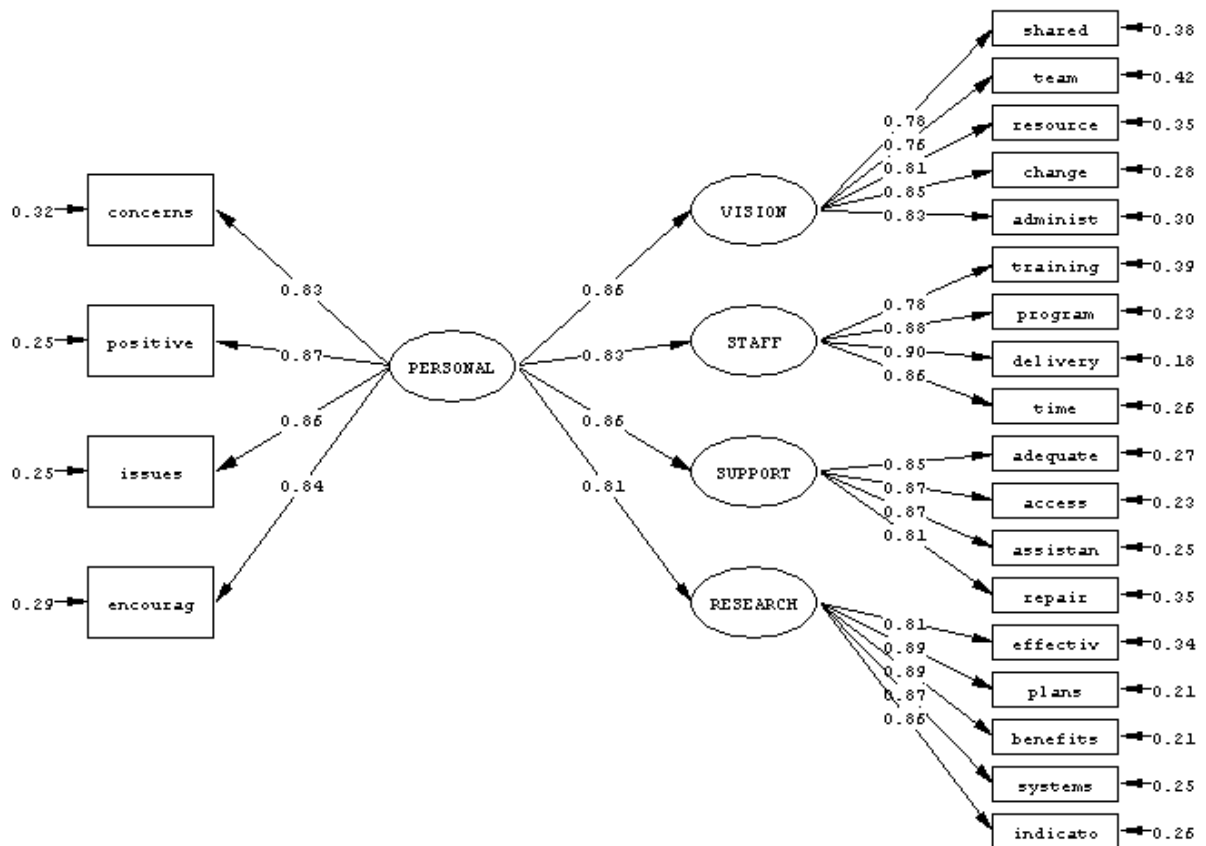 shared 0.38
team 0.42
0.78
0.76
resource 0.35
0.81
change 0.28
0.85
0.32 concerns
VISION
0.83
administ 0.30
training 0.39
0.83
0.86
0.78
program 0.23
0.88
0.25 positive
STAFF
0.87
0.83
0.90
delivery 0.18
PERSONAL
0.86
time 0.26
0.86
0.86
adequate 0.27
0.85
0.25 issues
SUPPORT
0.84
0.81
0.87
access 0.23
0.87
0.81
assistan 0.25
0.29 encourag
RESEARCH
repair 0.35
0.81
effectiv 0.34
0.89
0.89
plans 0.21
0.87
0.86
benefits 0.21
systems 0.25
indicato 0.26